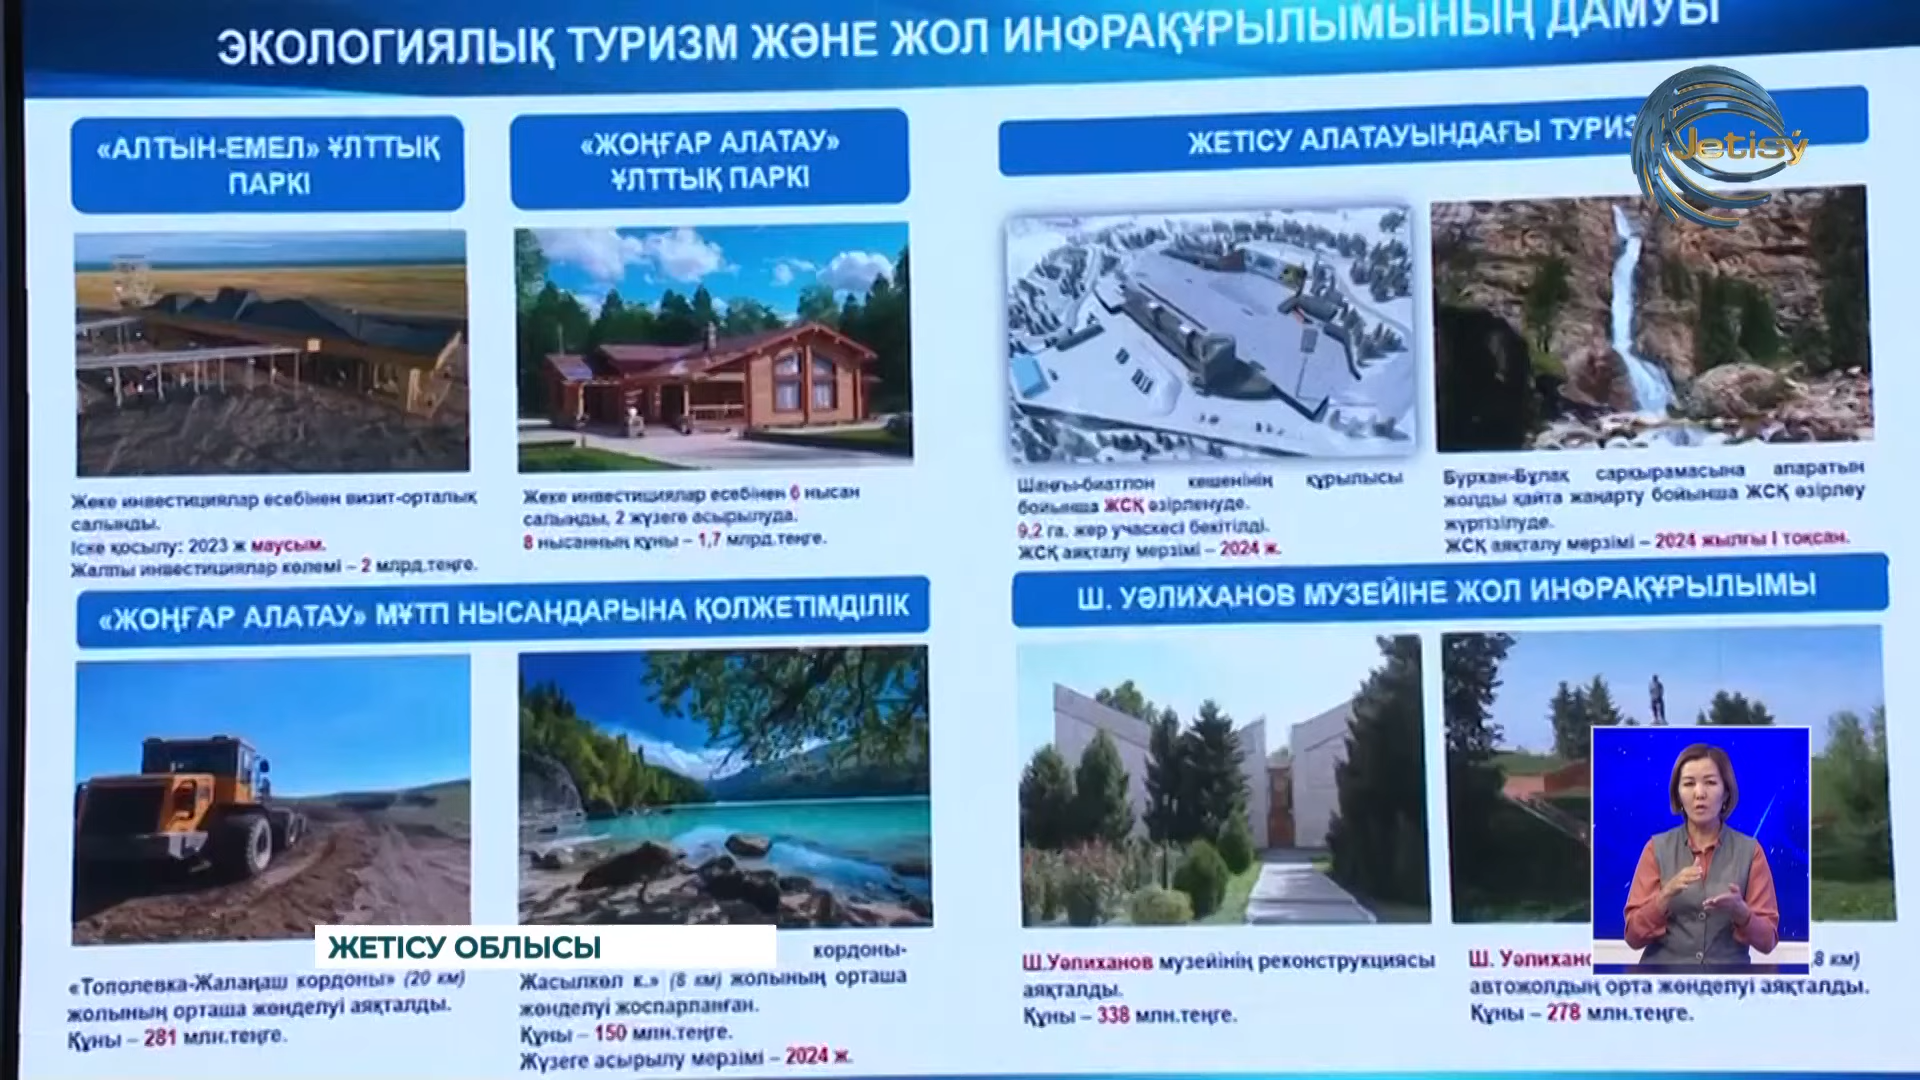 ЭКОЛОГИЯЛЫҚ ТУРИЗМ ЖӘНЕ ЖОЛ ИНФРАҚҰРЫЛЫМЫНЫҢ ДАМУЫ
«АЛТЫН-ЕМЕЛ» ҰЛТТЫҚ
ПАРКІ
Жеке инвестициялар есебінен визит-орталық
салынды.
Іске қосылу: 2023 ж маусым.
Жалпы инвестициялар көлемі – 2 млрд.теңге.
«ЖОҢҒАР АЛАТАУ»
ҰЛТТЫҚ ПАРКІ
Жеке инвестициялар есебінен 6 нысан
салынды, 2 жүзеге асырылуда.
8 нысанның құны – 1,7 млрд.теңге.
ЖЕТІСУ АЛАТАУЫНДАҒЫ
Jetisý
Шаңғы-биатлон кешенінің құрылысы
бойынша ЖСҚ әзірленуде.
9,2 га. жер учаскесі бекітілді.
ЖСҚ аяқталу мерзімі – 2024 ж.
Бурхан-Бұлақ сарқырамасына апаратын
жолды қайта жаңарту бойынша ЖСҚ әзірлеу
жүргізілуде.
ЖСҚ аяқталу мерзімі – 2024 жылғы I тоқсан.
«ЖОҢҒАР АЛАТАУ» МҰТП НЫСАНДАРЫНА ҚОЛЖЕТІМДІЛІК
«Тополевка-Жалаңаш кордоны» (20 км)
жолының орташа жөнделуі аяқталды.
Құны – 281 млн.теңге.
кордоны-
Жасылкөл к.» (8 км) жолының орташа
жөнделуі жоспарланған.
Құны – 150 млн.теңге.
Жүзеге асырылу мерзімі – 2024 ж.
Ш. УӘЛИХАНОВ МУЗЕЙІНЕ ЖОЛ ИНФРАҚҰРЫЛЫМЫ
Ш.Уәлиханов музейінің реконструкциясы
аяқталды.
Құны – 338 млн.теңге.
Ш. 8 км)
автожолдың орта жөнделуі аяқталды.
Құны – 278 млн.теңге.
ЖЕТІСУ ОБЛЫСЫ